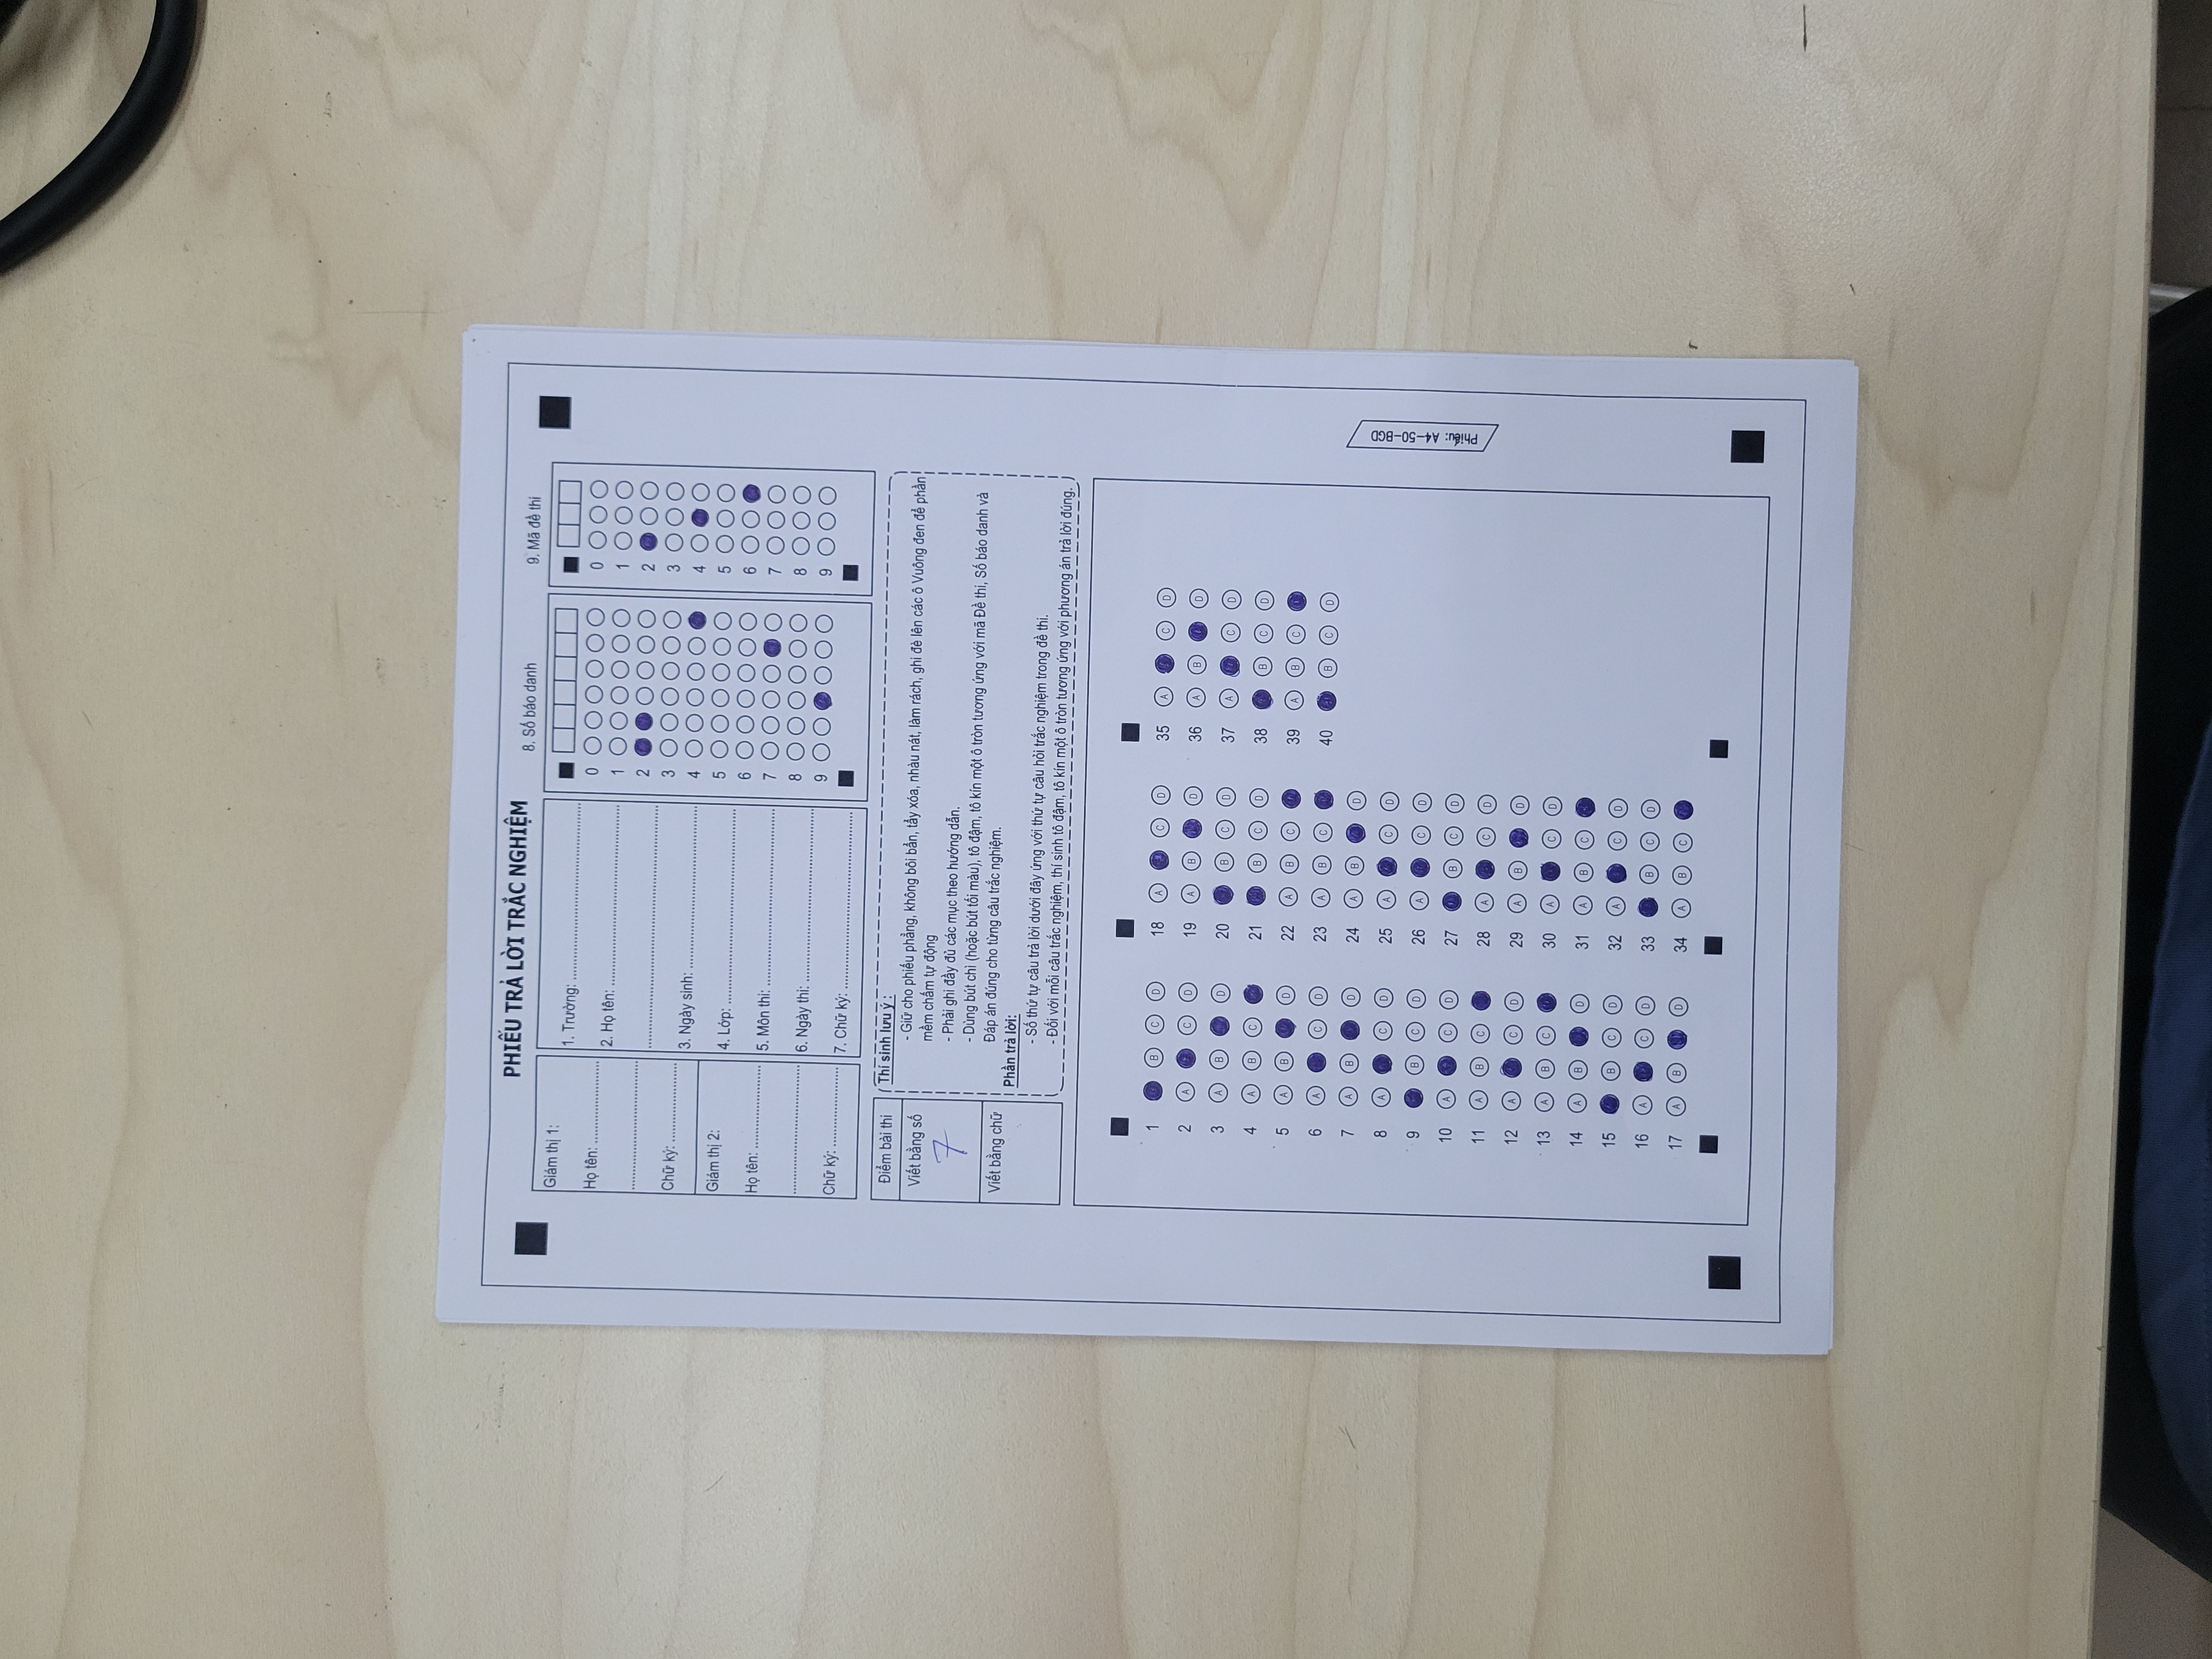 PHIẾU TRẢ LỜI TRẮC NGHIỆM
Giám thị 1:
Họ tên: ........................
........................
Chữ ký: ........................
Giám thị 2:
Họ tên: ........................
........................
Chữ ký: ........................
1. Trường: ........................
2. Họ tên: ........................
........................
3. Ngày sinh: ........................
4. Lớp: ........................
5. Môn thi: ........................
6. Ngày thi: ........................
7. Chữ ký: ........................
8. Số báo danh
0
1
2
3
4
5
6
7
8
9
9. Mã đề thi
0
1
2
3
4
5
6
7
8
9
Điểm bài thi
Viết bằng số
7
Viết bằng chữ
Thí sinh lưu ý :
- Giữ cho phiếu phẳng, không bôi bẩn, tẩy xóa, nhàu nát, làm rách, ghi đè lên các ô Vuông đen để phần
mềm chấm tự động
- Phải ghi đầy đủ các mục theo hướng dẫn.
- Dùng bút chì (hoặc bút tối màu), tô đậm, tô kín một ô tròn tương ứng với mã Đề thi, Số báo danh và
Đáp án đúng cho từng câu trắc nghiệm.
Phần trả lời:
- Số thứ tự câu trả lời dưới đây ứng với thứ tự câu hỏi trắc nghiệm trong đề thi.
- Đối với mỗi câu trắc nghiệm, thí sinh tô đậm, tô kín một ô tròn tương ứng với phương án trả lời đúng.
1 B C D
2 A C D
3 A B D
4 A B C
5 A B D
6 A C D
7 A B D
8 A C D
9 B C D
10 A C D
11 A B C
12 A C D
13 A B C
14 A B D
15 B C D
16 A C D
17 A B D
18 A C D
19 A B D
20 B C D
21 B C D
22 A B C
23 A B C
24 A B D
25 A C D
26 A C D
27 B C D
28 A C D
29 A B D
30 A C D
31 A B C
32 A C D
33 B C D
34 A B C
35 A C D
36 A B D
37 A C D
38 B C D
39 A B C
40 B C D
Phiếu: A4-50-BGD